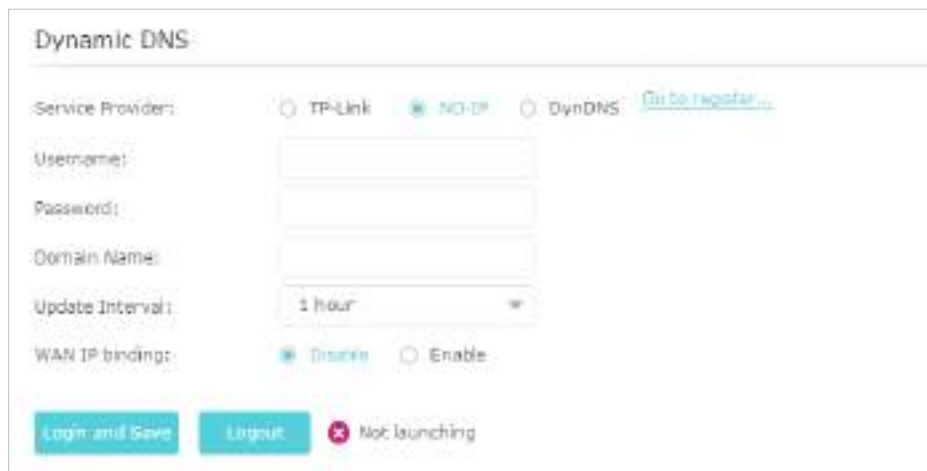 Dynamic DNS
Service Provider: TP-Link NO-IP DynDNS Go to register...
Username:
Password:
Domain Name:
Update Interval: 1 hour
WAN IP binding: Disable Enable
Login and Save Logout Not launching